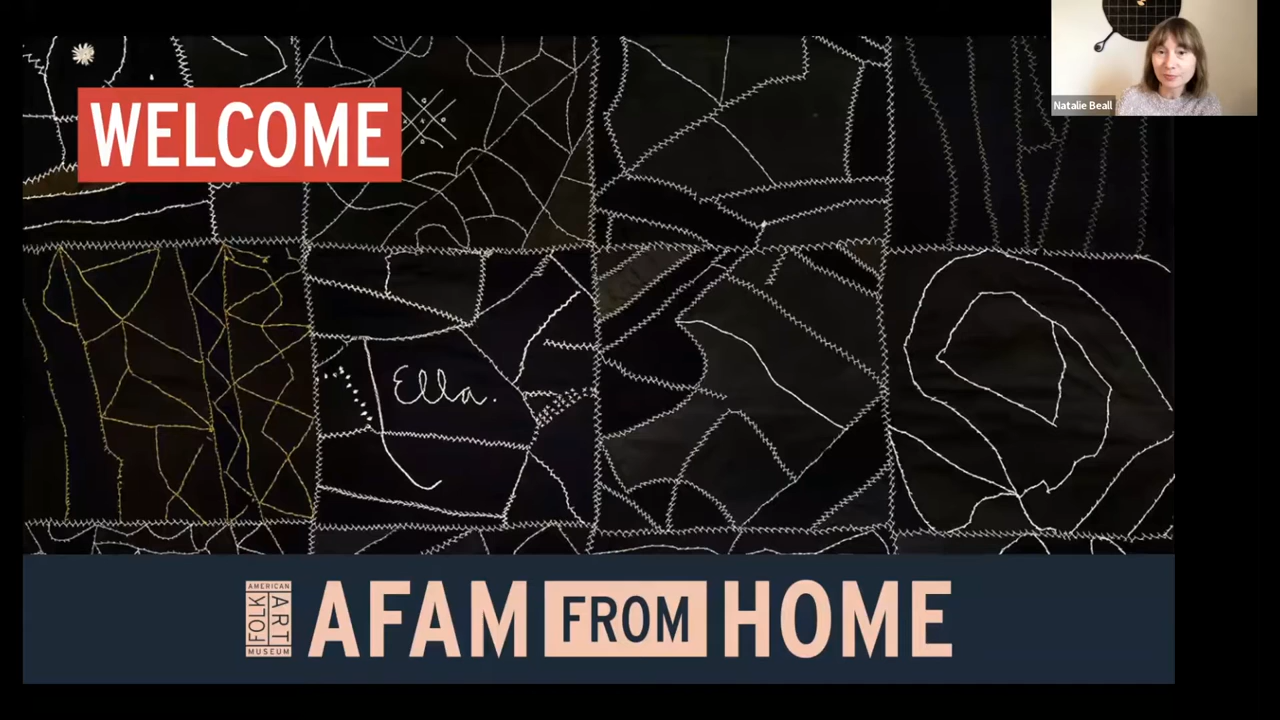 WELCOME
Natalie Beall
Ella.
AMERICAN
FOLK
ART
MUSEUM
AFAM FROM HOME